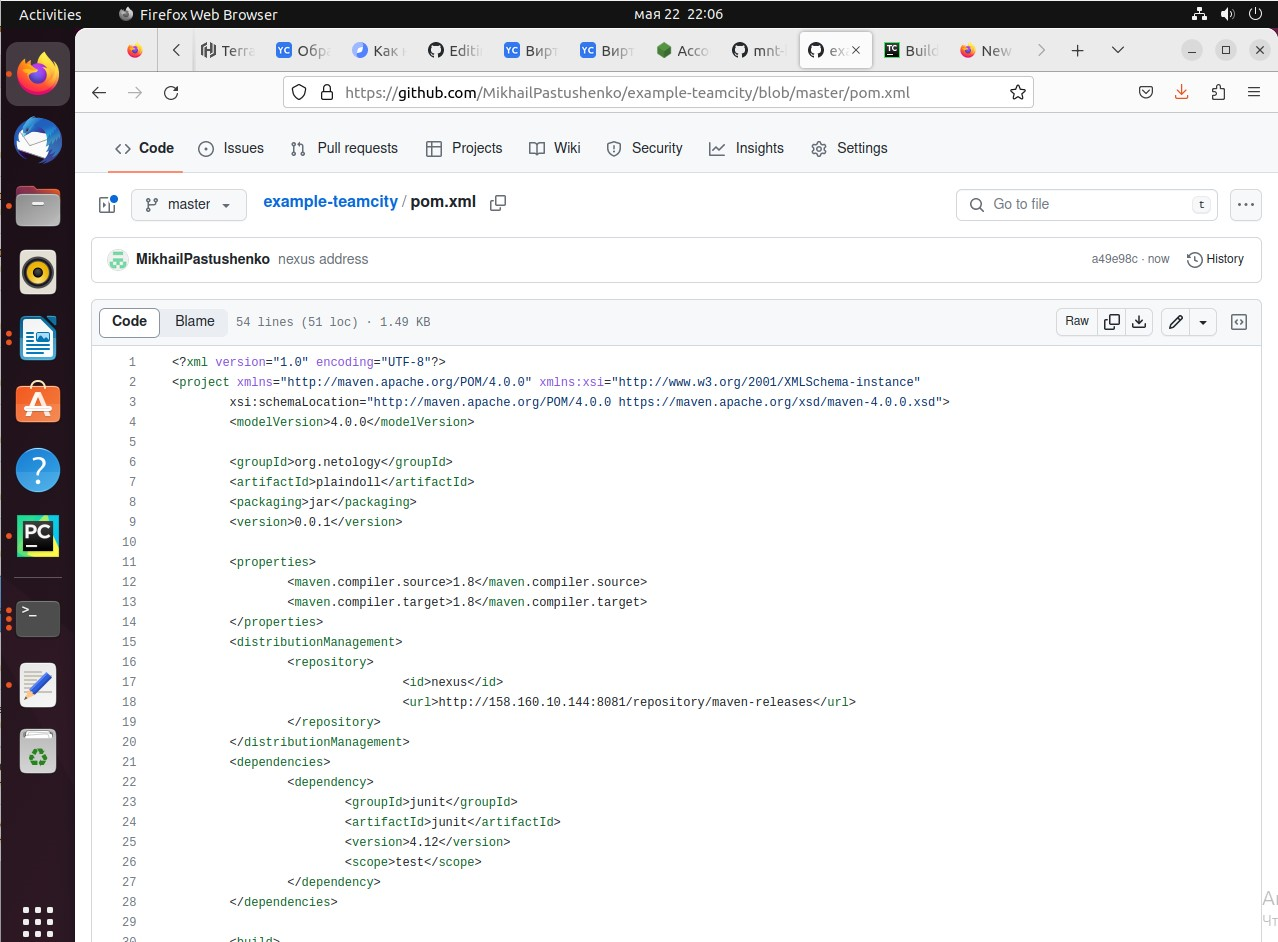 Activities Firefox Web Browser мая 22 22:06
Terra YC Обра Как Editi YC Вирт YC Вирт Acco mnt- exa Build New
https://github.com/MikhailPastushenko/example-teamcity/blob/master/pom.xml
Code Issues Pull requests Projects Wiki Security Insights Settings
master example-teamcity / pom.xml Go to file t
MikhailPastushenko nexus address a49e98c · now History
Code Blame 54 lines (51 loc) · 1.49 KB Raw
1 <?xml version="1.0" encoding="UTF-8"?>
2 <project xmlns="http://maven.apache.org/POM/4.0.0" xmlns:xsi="http://www.w3.org/2001/XMLSchema-instance"
3 xsi:schemaLocation="http://maven.apache.org/POM/4.0.0 https://maven.apache.org/xsd/maven-4.0.0.xsd">
4 <modelVersion>4.0.0</modelVersion>
5
6 <groupId>org.netology</groupId>
7 <artifactId>plaindoll</artifactId>
8 <packaging>jar</packaging>
9 <version>0.0.1</version>
10
11 <properties>
12 <maven.compiler.source>1.8</maven.compiler.source>
13 <maven.compiler.target>1.8</maven.compiler.target>
14 </properties>
15 <distributionManagement>
16 <repository>
17 <id>nexus</id>
18 <url>http://158.160.10.144:8081/repository/maven-releases</url>
19 </repository>
20 </distributionManagement>
21 <dependencies>
22 <dependency>
23 <groupId>junit</groupId>
24 <artifactId>junit</artifactId>
25 <version>4.12</version>
26 <scope>test</scope>
27 </dependency>
28 </dependencies>
29
30 <build>